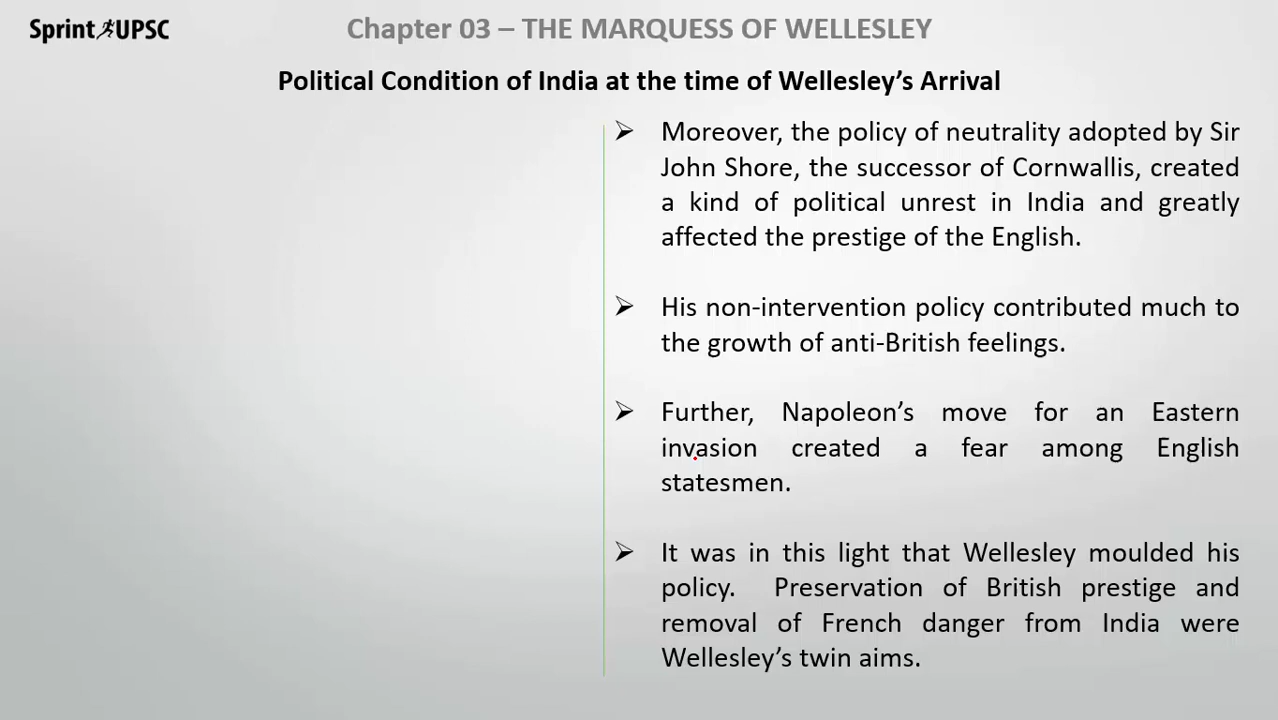 Sprint UPSC
Chapter 03 – THE MARQUESS OF WELLESLEY
Political Condition of India at the time of Wellesley’s Arrival
➢ Moreover, the policy of neutrality adopted by Sir
John Shore, the successor of Cornwallis, created
a kind of political unrest in India and greatly
affected the prestige of the English.
➢ His non-intervention policy contributed much to
the growth of anti-British feelings.
➢ Further, Napoleon’s move for an Eastern
invasion created a fear among English
statesmen.
➢ It was in this light that Wellesley moulded his
policy. Preservation of British prestige and
removal of French danger from India were
Wellesley’s twin aims.